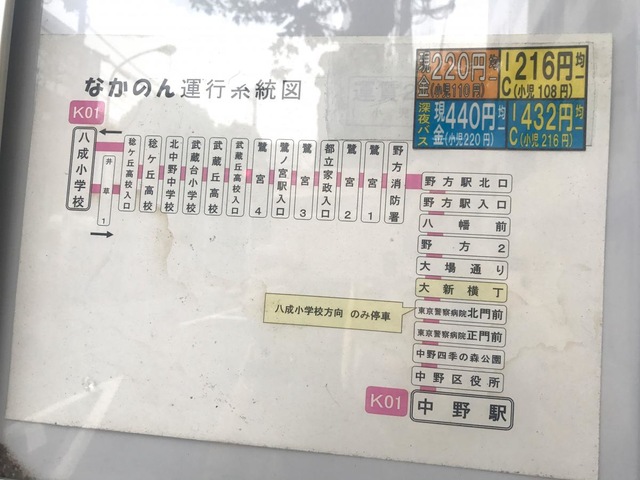 なかのん運行系統図
現金 220円均一 (小児110円)
IC 216円均一 (小児108円)
深夜バス 現金 440円 (小児220円)
IC 432円均一 (小児216円)
K01
八成小学校
井草1
稔ケ丘高校入口
稔ケ丘高校
北中野中学校
武蔵台小学校
武蔵丘高校
武蔵丘高校入口
鷺宮4
鷺ノ宮駅入口
鷺宮3
都立家政入口
鷺宮2
鷺宮1
野方消防署
野方駅北口
野方駅入口
八幡前
野方2
大場通り
大新横丁
八成小学校方向 のみ停車
東京警察病院北門前
東京警察病院正門前
中野四季の森公園
中野区役所
K01
中野駅